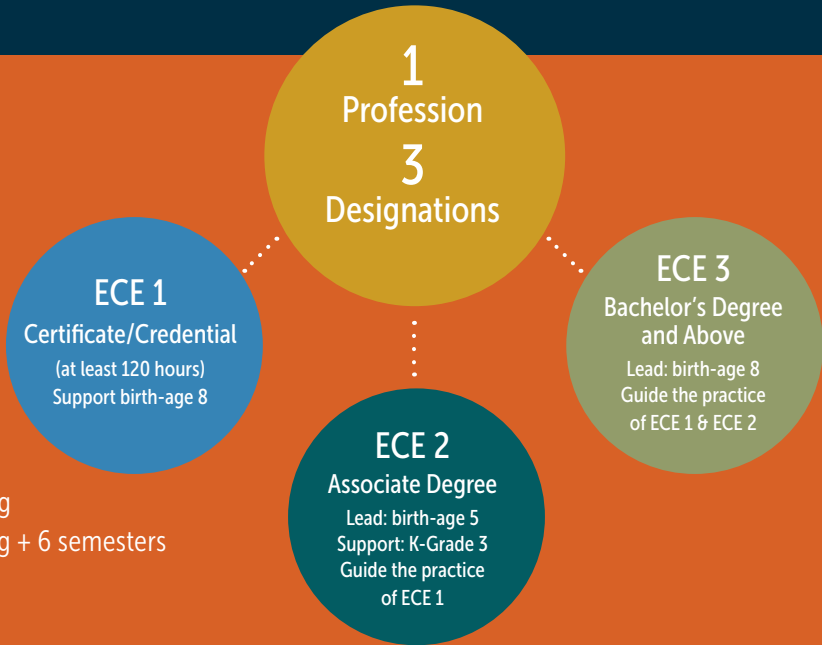 1
Profession
3
Designations
ECE 1
Certificate/Credential
(at least 120 hours)
Support birth-age 8
ECE 3
Bachelor's Degree
and Above
Lead: birth-age 8
Guide the practice
of ECE 1 & ECE 2
ECE 2
Associate Degree
Lead: birth-age 5
Support: K-Grade 3
Guide the practice
of ECE 1
g
g + 6 semesters